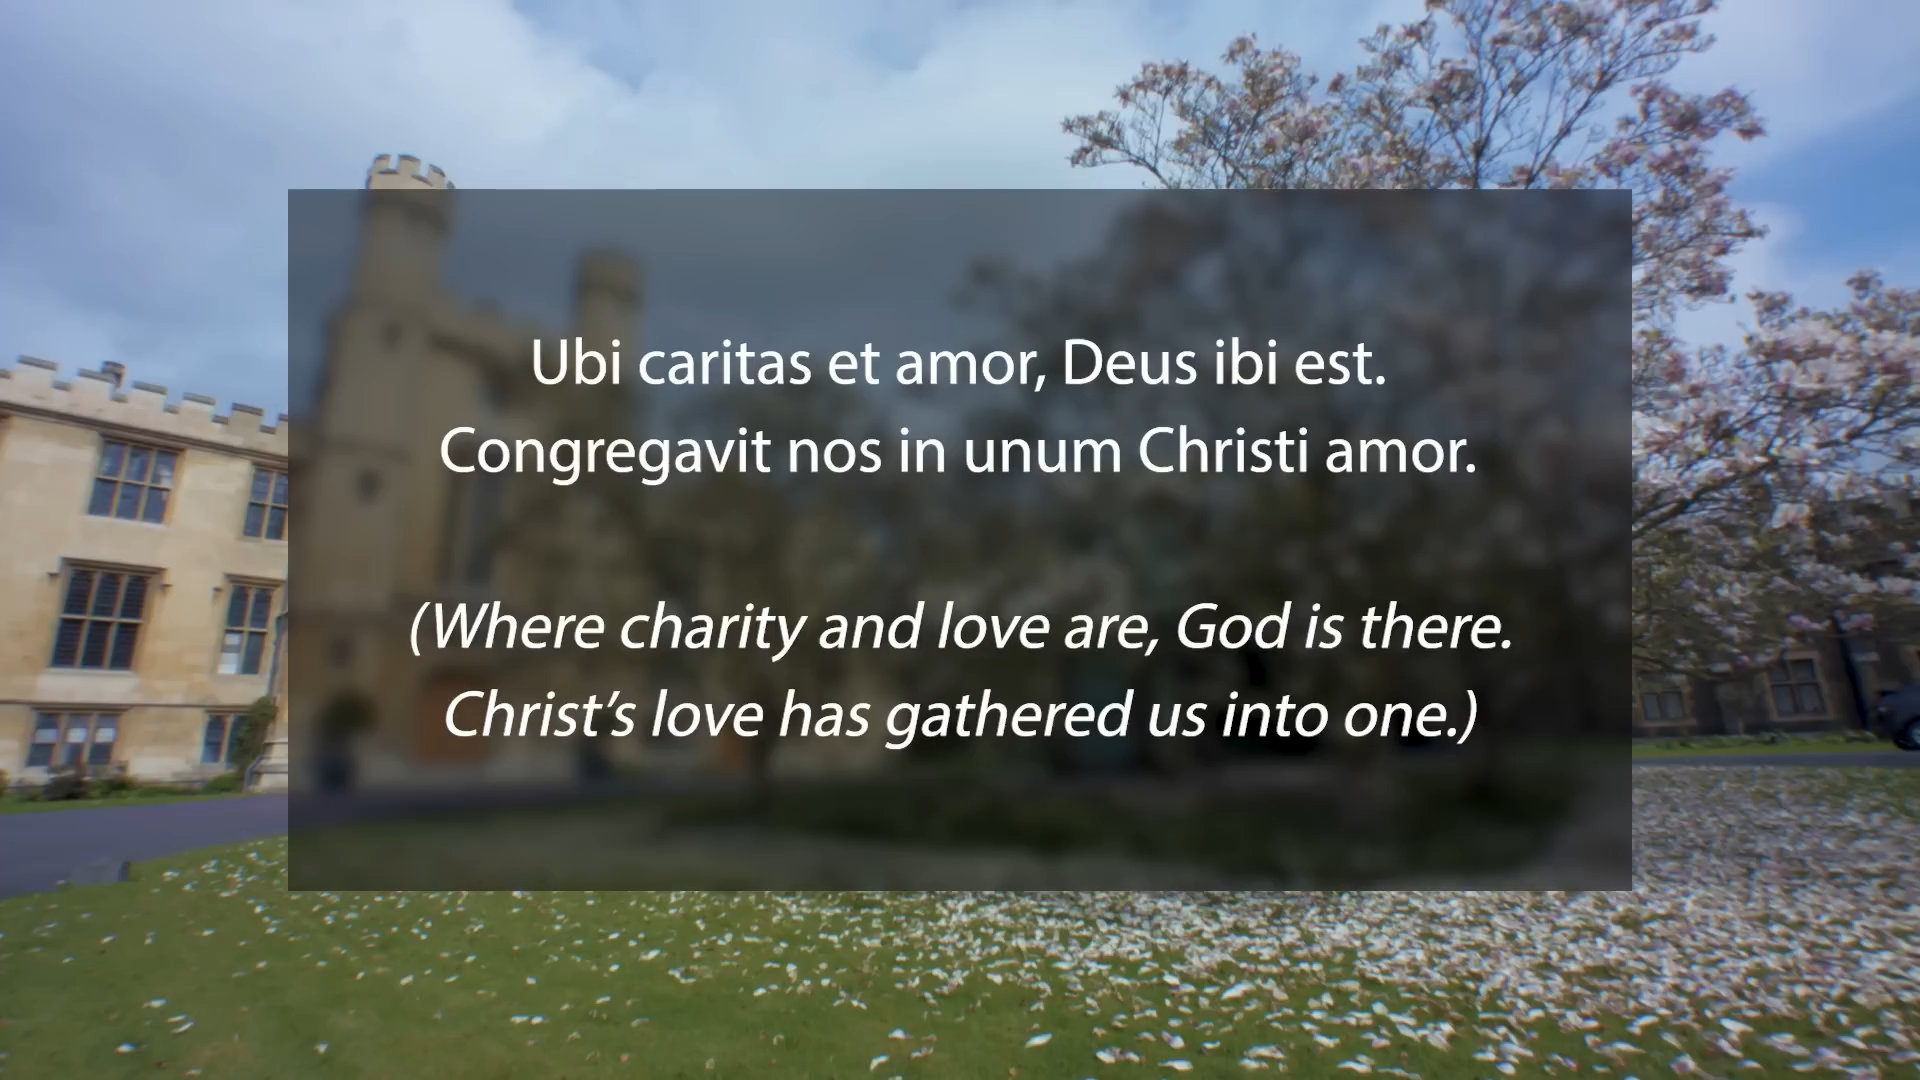 Ubi caritas et amor, Deus ibi est.
Congregavit nos in unum Christi amor.
(Where charity and love are, God is there.
Christ’s love has gathered us into one.)